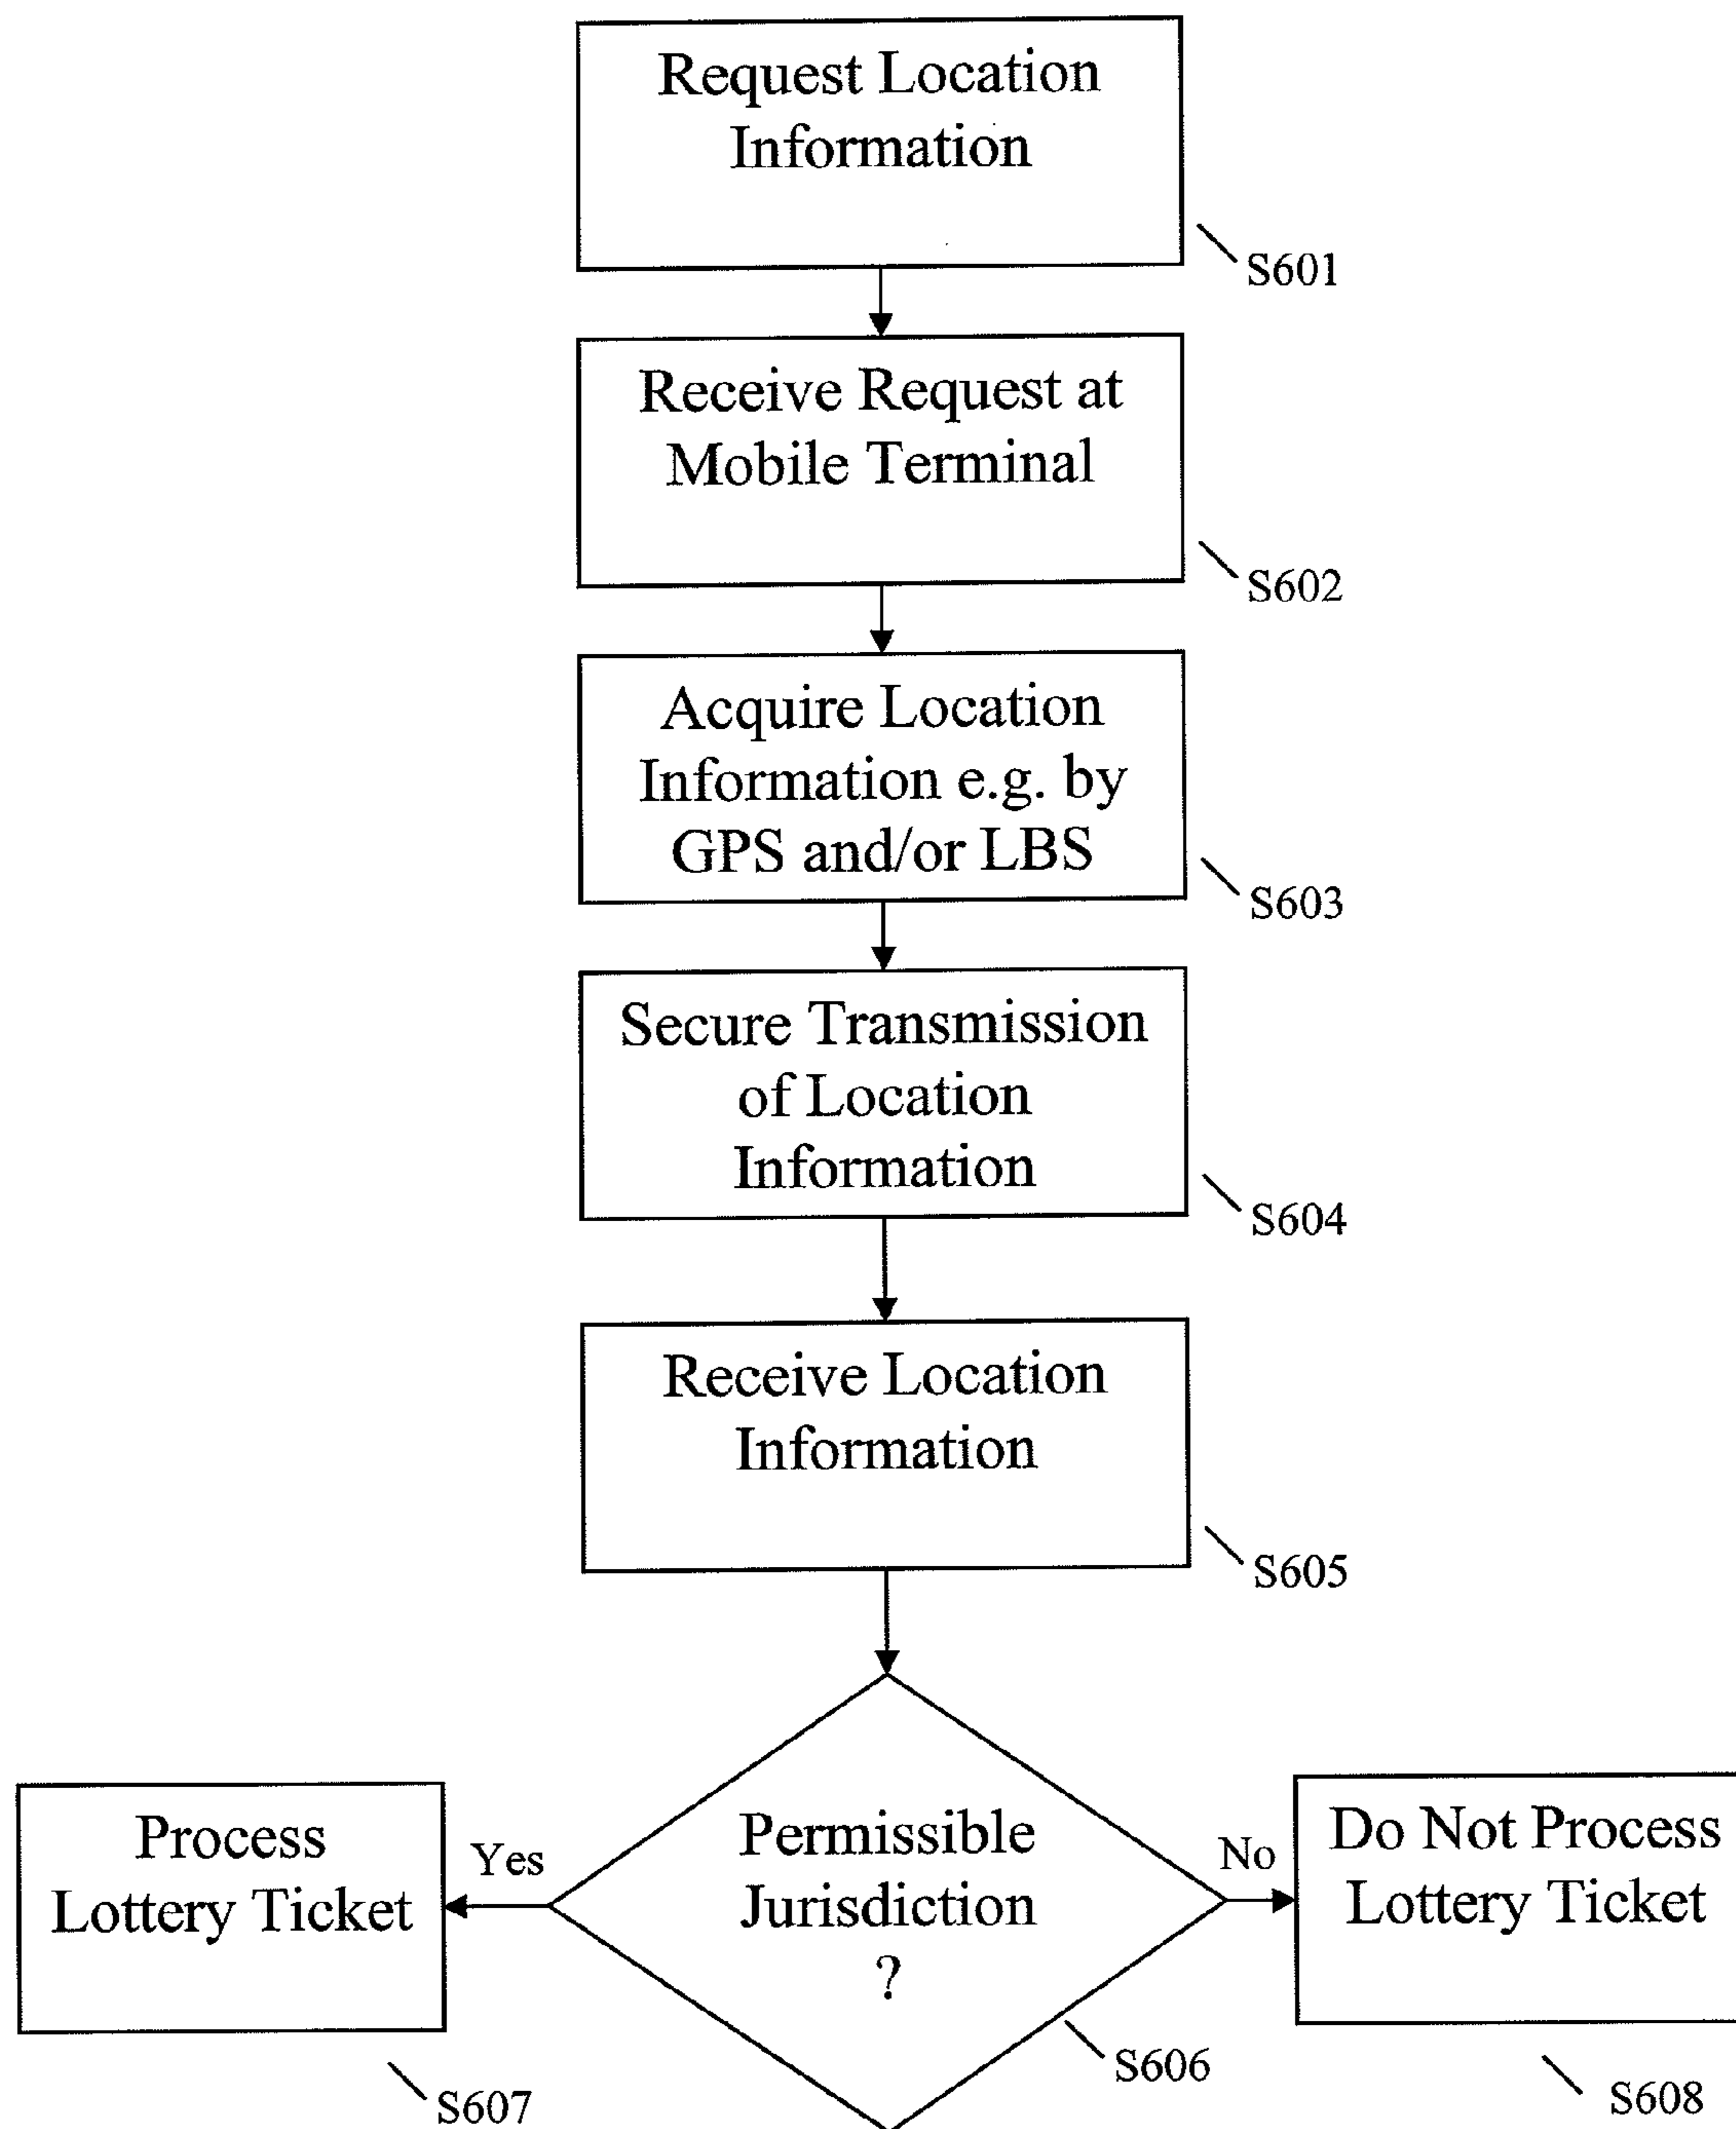 Request Location
Information
S601
Receive Request at
Mobile Terminal
S602
Acquire Location
Information e.g. by
GPS and/or LBS
S603
Secure Transmission
of Location
Information
S604
Receive Location
Information
S605
Process
Lottery Ticket
S607
Yes
Permissible
Jurisdiction
?
S606
No
Do Not Process
Lottery Ticket
S608